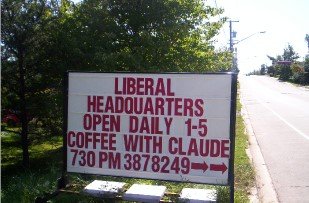 LIBERAL
HEADQUARTERS
OPEN DAILY 1-5
COFFEE WITH CLAUDE
730 PM 3878249→→